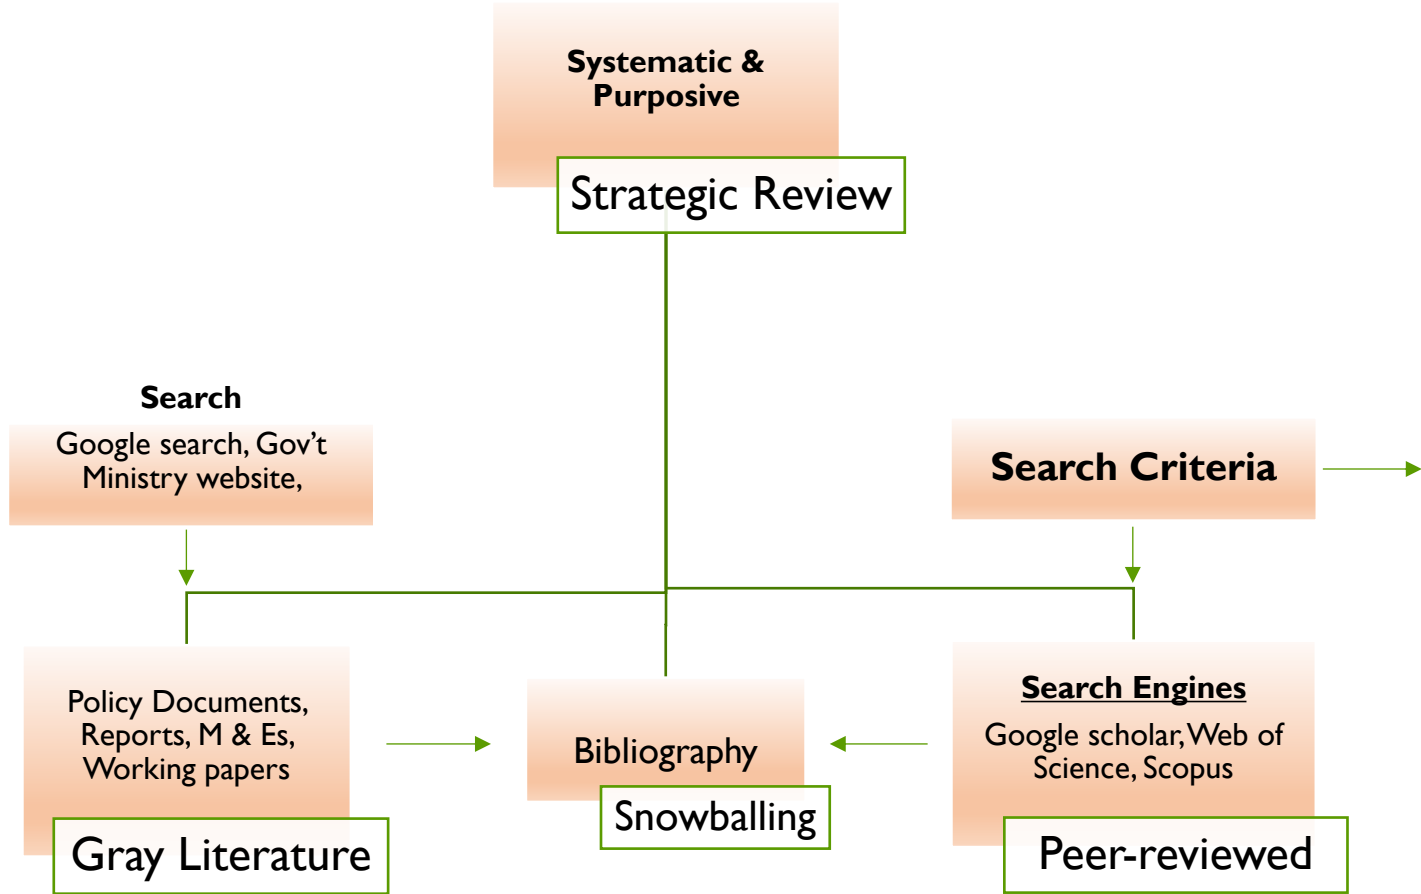 Systematic &
Purposive
Strategic Review
Search
Google search, Gov't
Ministry website,
Search Criteria
Policy Documents,
Reports, M & Es,
Working papers
Gray Literature
Bibliography
Snowballing
Search Engines
Google scholar, Web of
Science, Scopus
Peer-reviewed